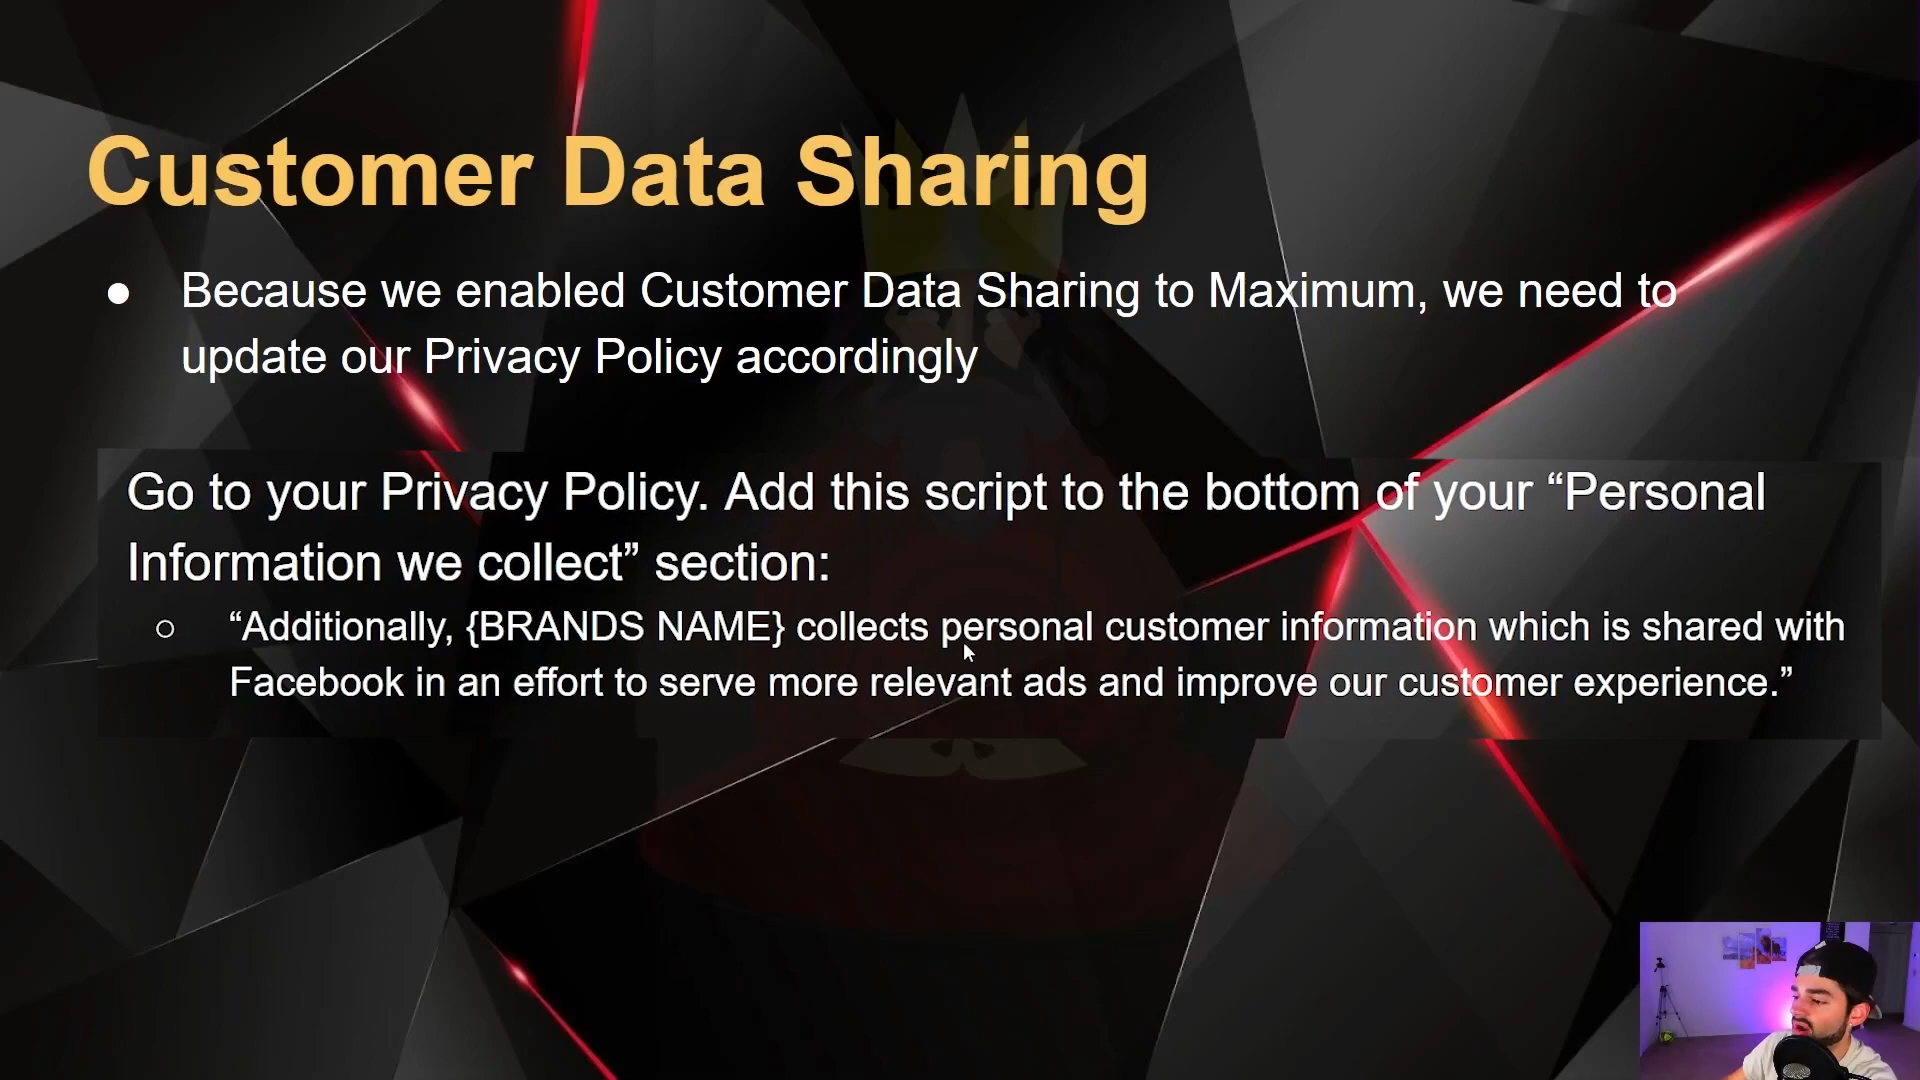 Customer Data Sharing
● Because we enabled Customer Data Sharing to Maximum, we need to
update our Privacy Policy accordingly
Go to your Privacy Policy. Add this script to the bottom of your “Personal
Information we collect” section:
○ “Additionally, {BRANDS NAME} collects personal customer information which is shared with
Facebook in an effort to serve more relevant ads and improve our customer experience.”